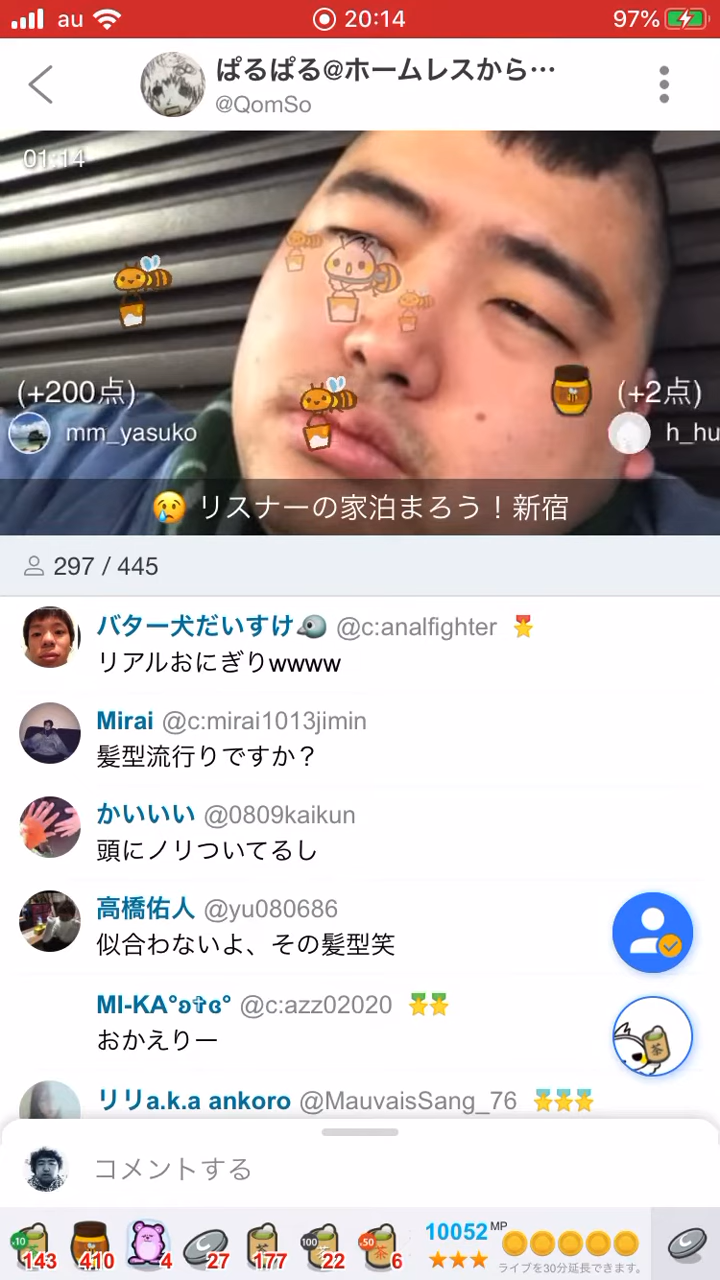 au 20:14 97%
ぱるぱる@ホームレスから…
@QomSo
01:14
(+200点) (+2点)
mm_yasuko h_hu
😢 リスナーの家泊まろう！新宿
297 / 445
バター犬だいすけ @c:analfighter
リアルおにぎりwwww
Mirai @c:mirai1013jimin
髪型流行りですか？
かいいい @0809kaikun
頭にノリついてるし
高橋佑人 @yu080686
似合わないよ、その髪型笑
MI-KA°ʚ✞ɞ° @c:azz02020
おかえりー
茶
リリa.k.a ankoro @MauvaisSang_76
コメントする
10052 MP
x10 143 410 4 27 茶 177 100 22 x50 茶 6
ライブを30分延長できます。